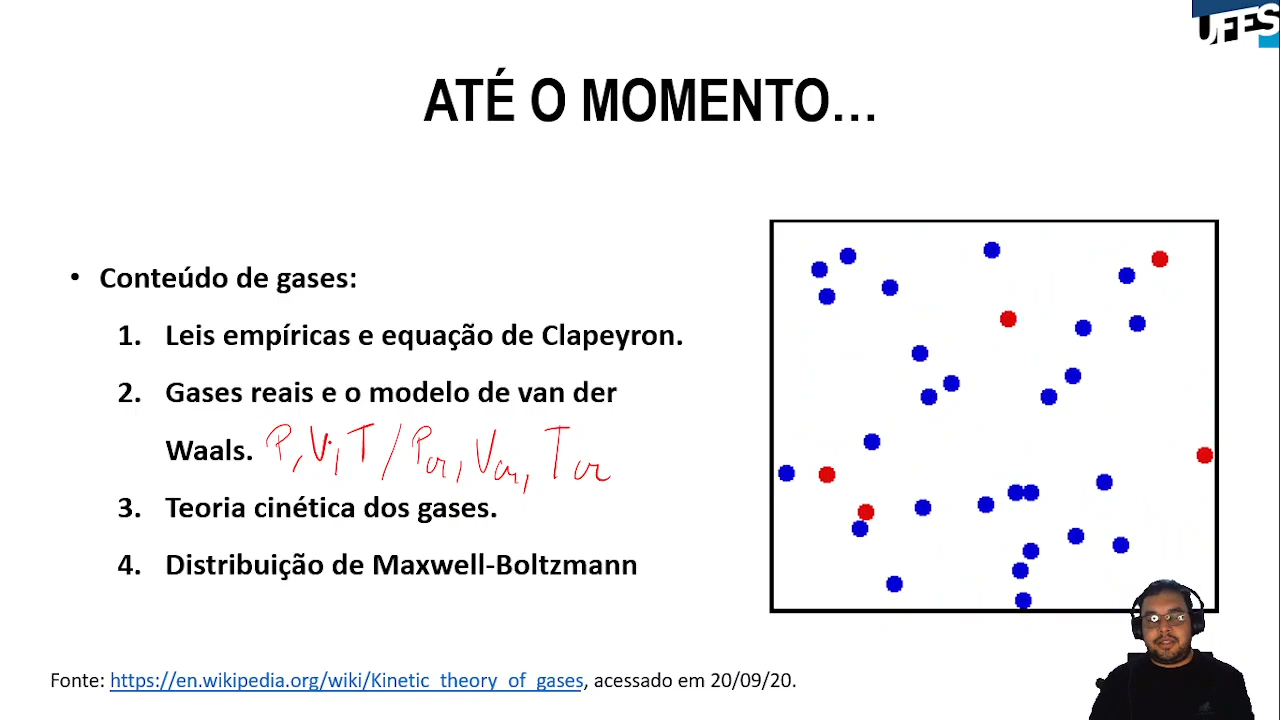 UFES
ATÉ O MOMENTO...
• Conteúdo de gases:
1. Leis empíricas e equação de Clapeyron.
2. Gases reais e o modelo de van der
Waals. P, V, T / Pcr, Vcr, Tcr
3. Teoria cinética dos gases.
4. Distribuição de Maxwell-Boltzmann
Fonte: https://en.wikipedia.org/wiki/Kinetic_theory_of_gases, acessado em 20/09/20.